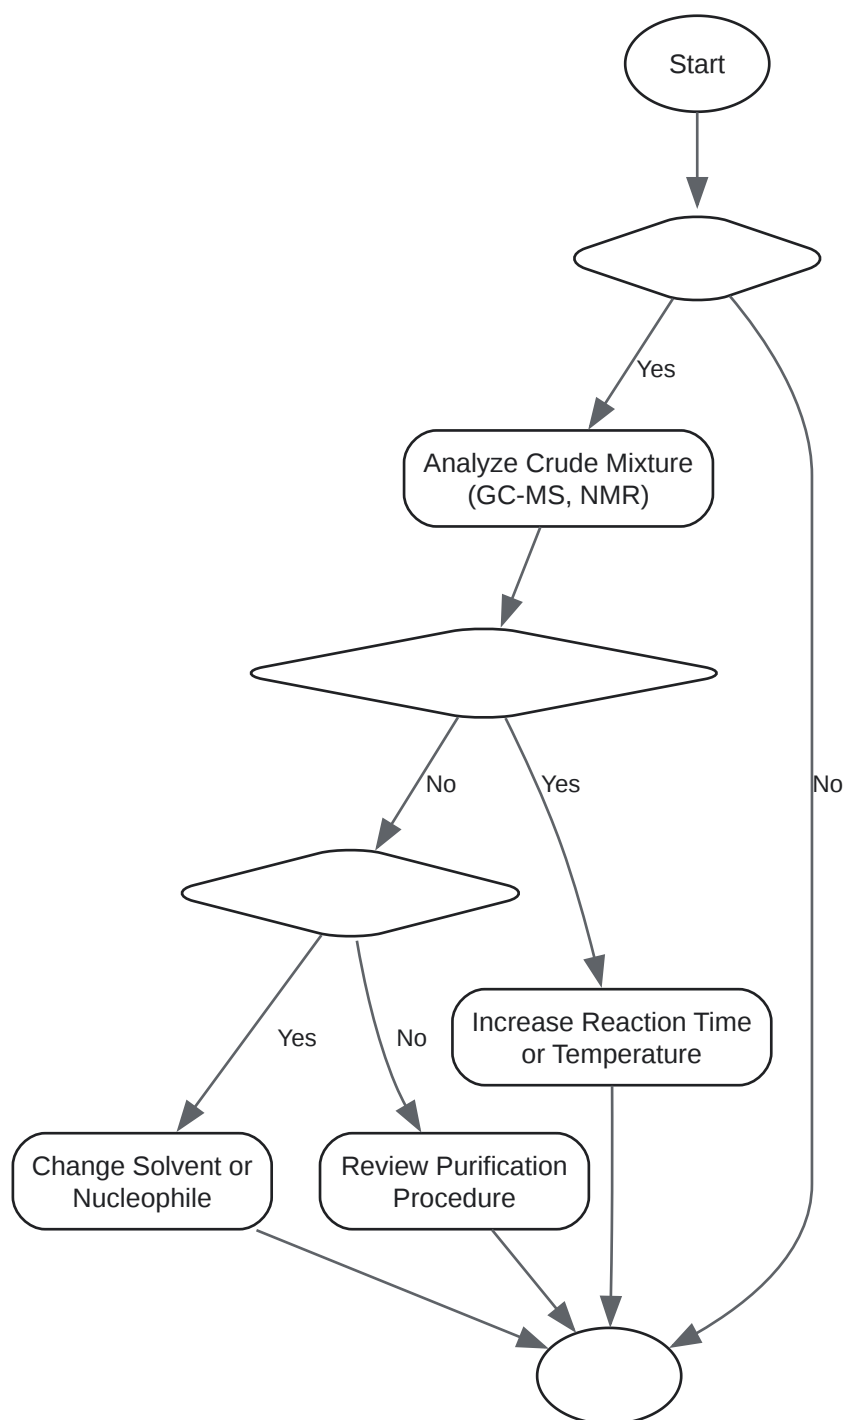 Start
Yes
Analyze Crude Mixture
(GC-MS, NMR)
No
Yes
No
Increase Reaction Time
or Temperature
Yes
No
Change Solvent or
Nucleophile
Review Purification
Procedure